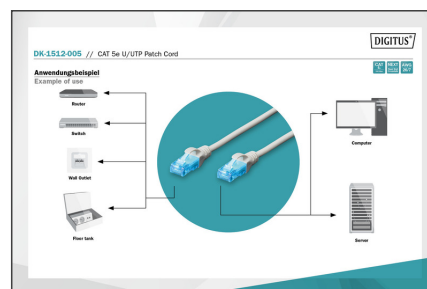 DIGITUS®
DK-1512-005 // CAT 5e U/UTP Patch Cord
Anwendungsbeispiel
Example of use
Router
Switch
Wall Outlet
Floor tank
Computer
Server